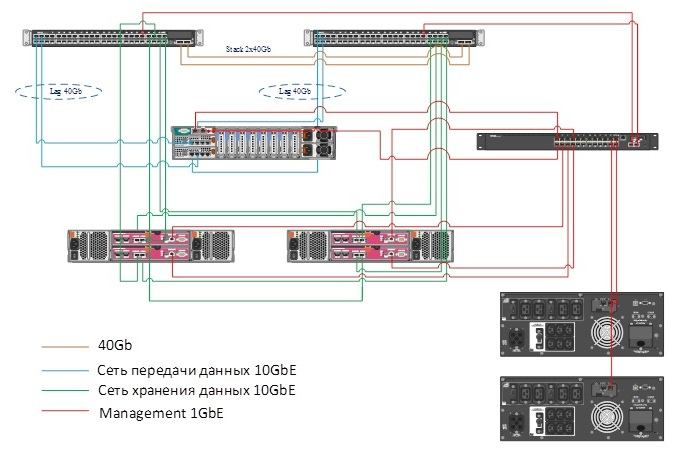 Stack 2x40Gb
Lag 40Gb
Lag 40Gb
40Gb
Сеть передачи данных 10GbE
Сеть хранения данных 10GbE
Management 1GbE